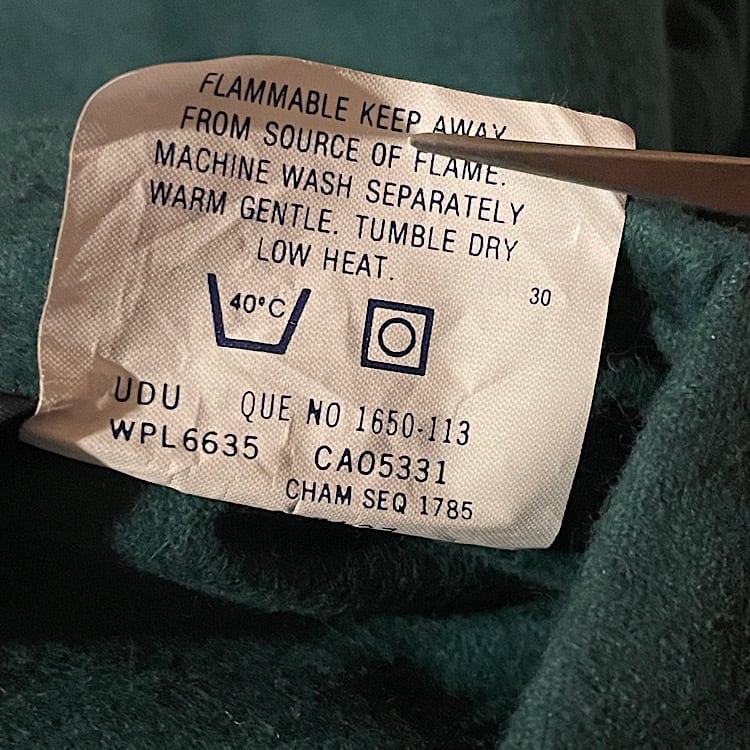 FLAMMABLE KEEP AWAY
FROM SOURCE OF FLAME.
MACHINE WASH SEPARATELY
WARM GENTLE. TUMBLE DRY
LOW HEAT.
40°C
30
UDU QUE NO 1650-113
WPL6635 CA05331
CHAM SEQ 1785